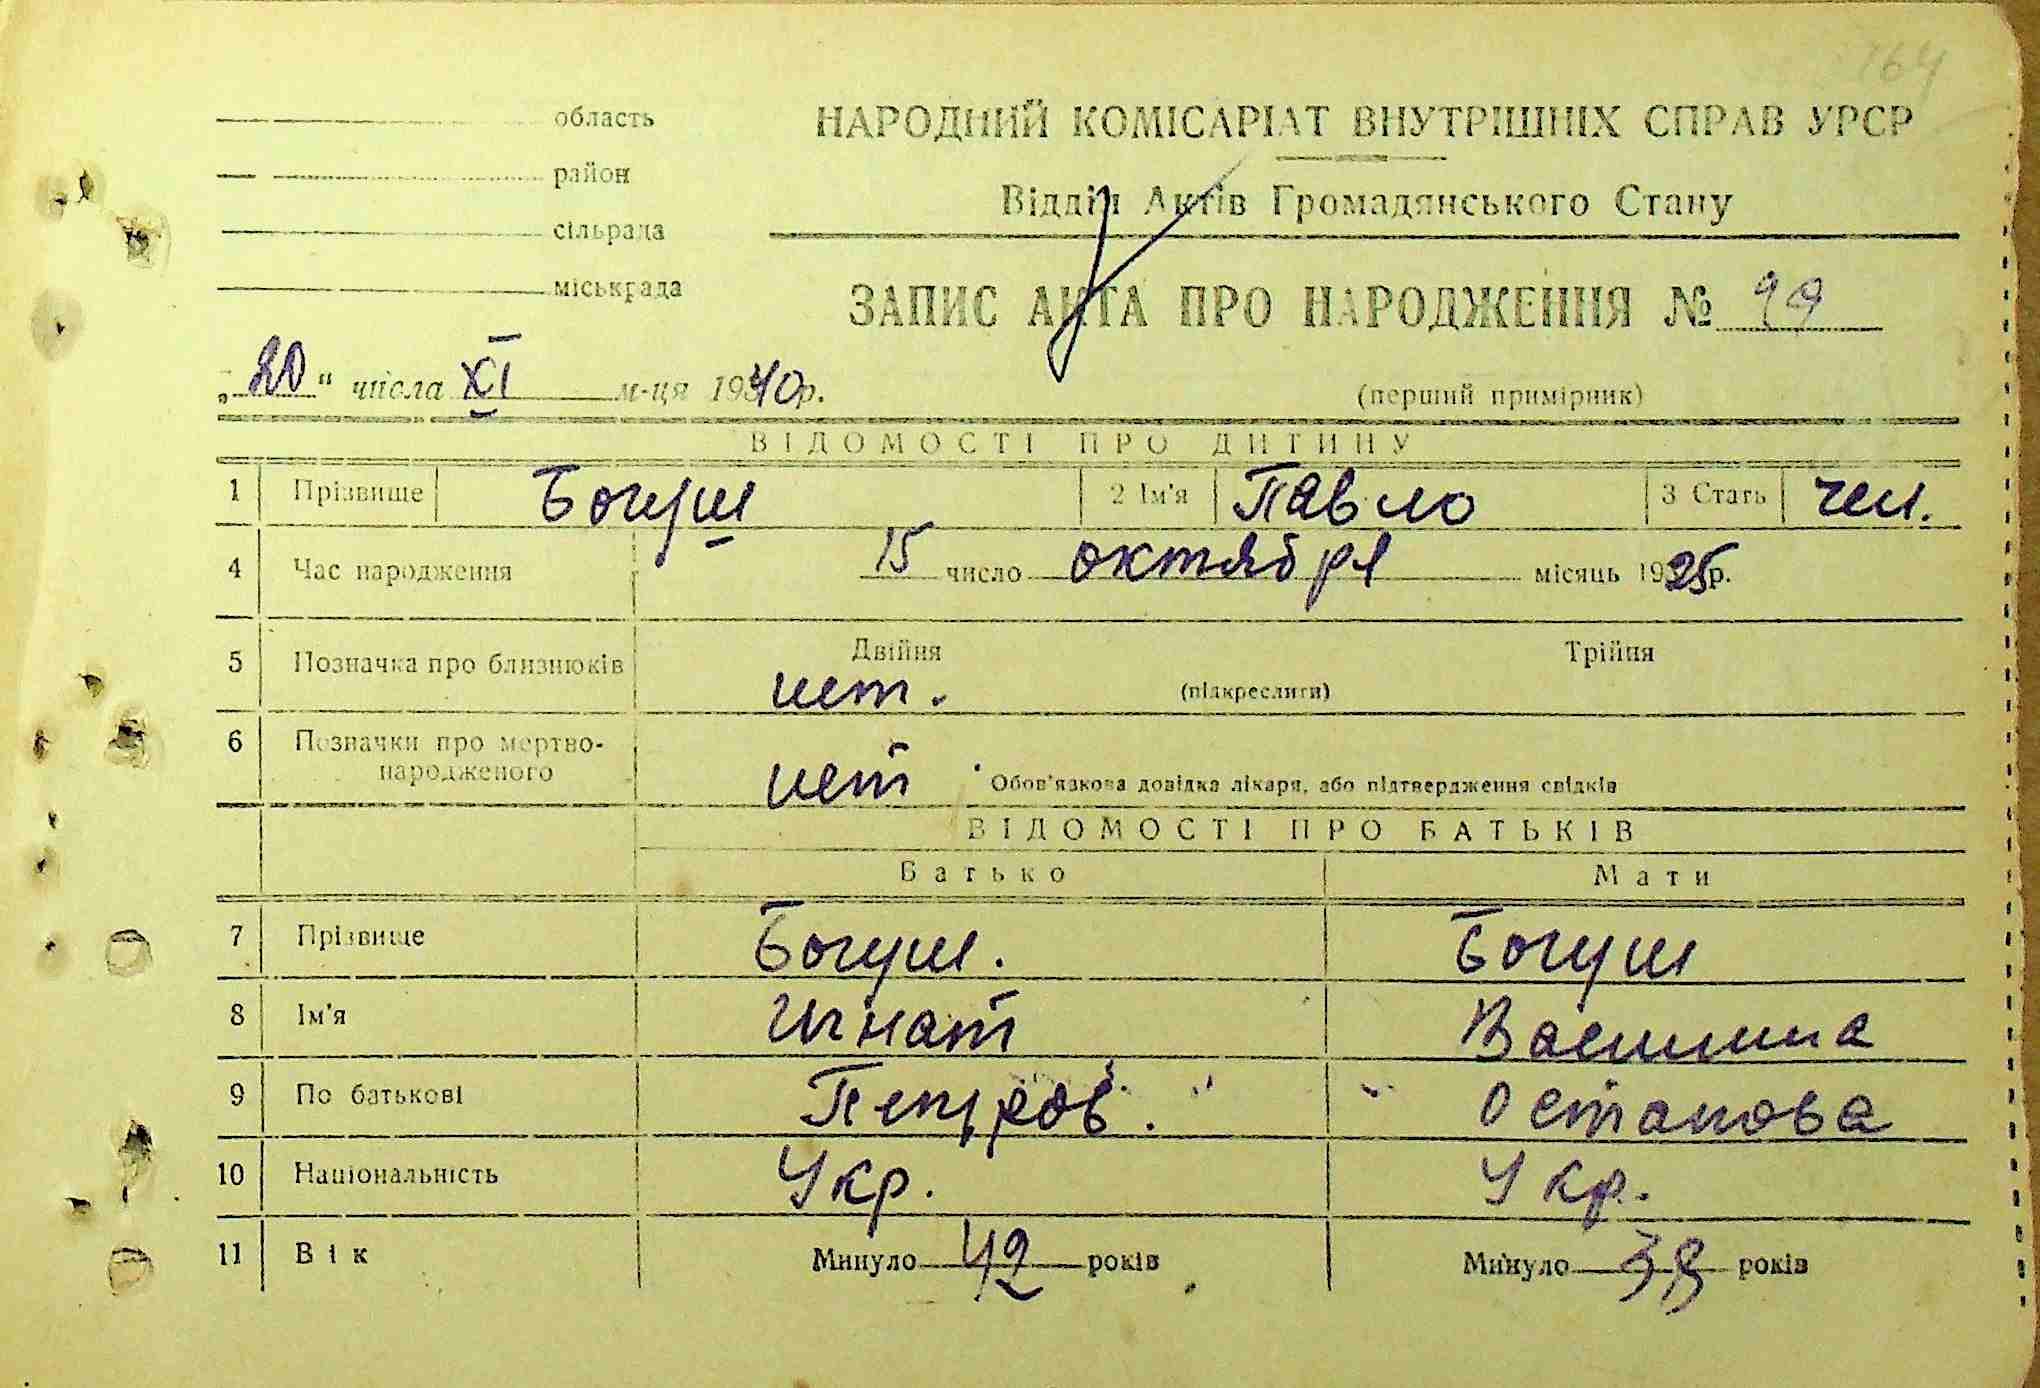 164
область
район
сільрада
міськрада
НАРОДНИЙ КОМІСАРІАТ ВНУТРІШНІХ СПРАВ УРСР
Відділ Актів Громадянського Стану
ЗАПИС АКТА ПРО НАРОДЖЕННЯ № 99
„20“ числа XI м-ця 1940р.
(перший примірник)
ВІДОМОСТІ ПРО ДИТИНУ
1 Прізвище Богуш 2 Ім'я Павло 3 Стать чол.
4 Час народження 15 число октября місяць 1925р.
5 Позначка про близнюків Двійня Трійня
нет. (підкреслити)
6 Позначки про мертво-
народженого нет Обов'язкова довідка лікаря, або підтвердження свідків
ВІДОМОСТІ ПРО БАТЬКІВ
Батько Мати
7 Прізвище Богуш. Богуш
8 Ім'я Игнат
9 По батькові Петров. Остапова
10 Національність Укр. Укр.
11 Вік Минуло 42 років Минуло 38 років